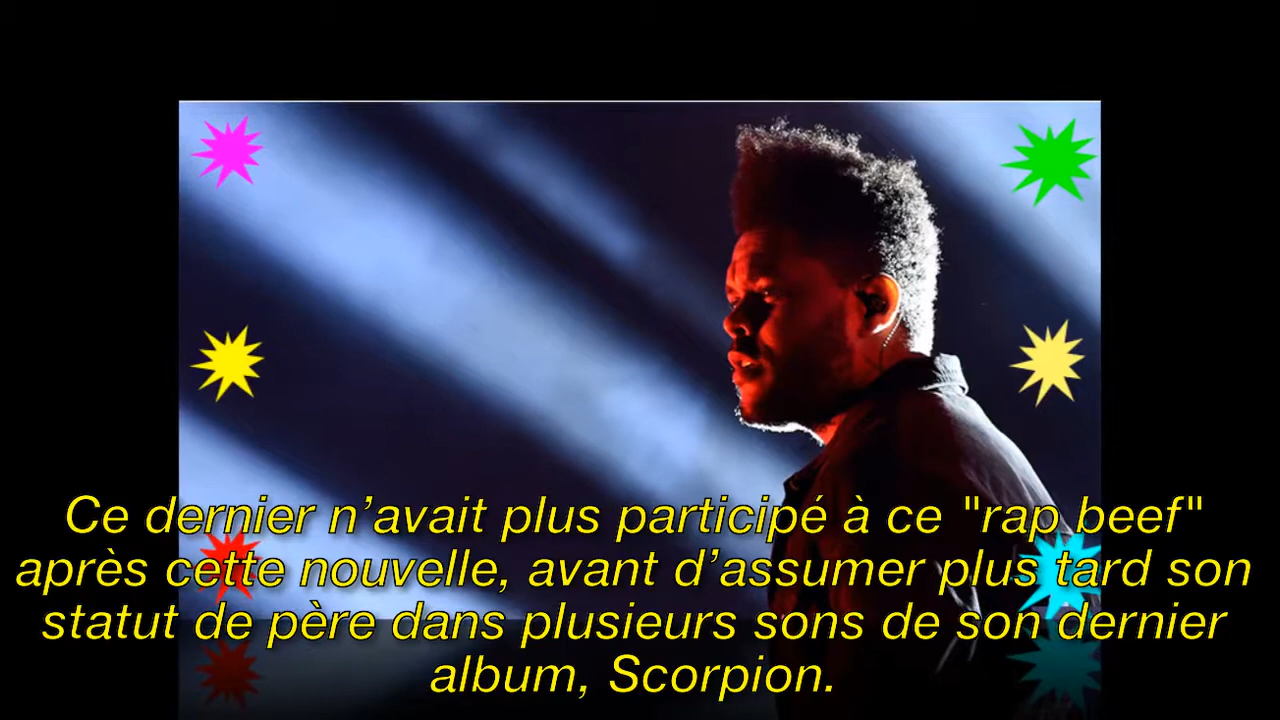 Ce dernier n’avait plus participé à ce "rap beef"
après cette nouvelle, avant d’assumer plus tard son
statut de père dans plusieurs sons de son dernier
album, Scorpion.